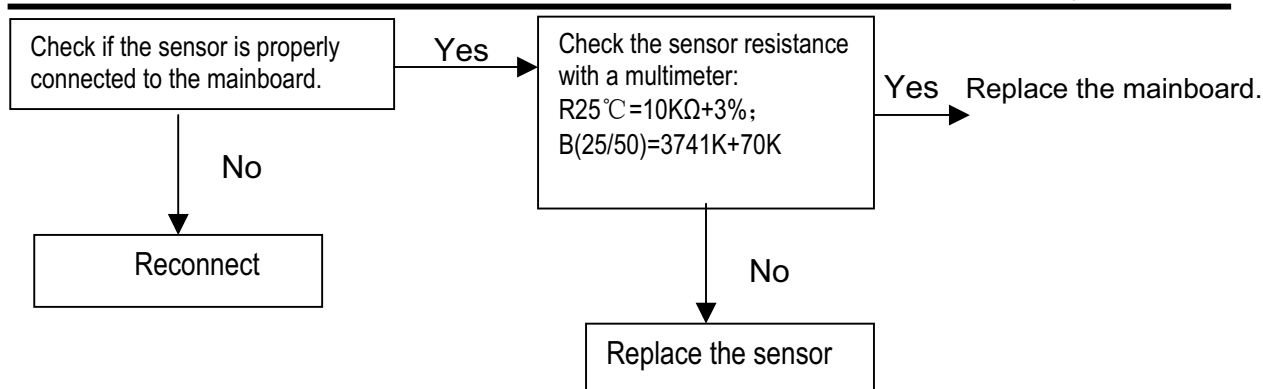 Check if the sensor is properly
connected to the mainboard.
Yes
Check the sensor resistance
with a multimeter:
R25℃=10KΩ+3%；
B(25/50)=3741K+70K
Yes
Replace the mainboard.
No
Reconnect
No
Replace the sensor